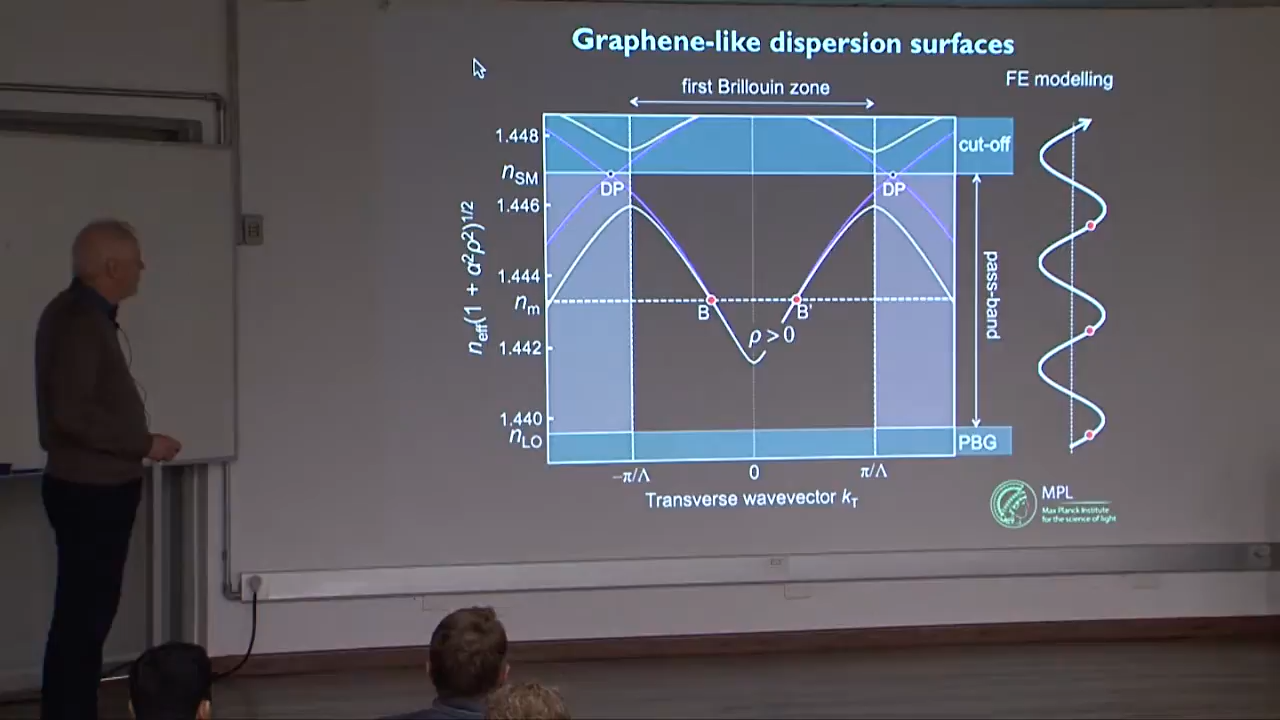 Graphene-like dispersion surfaces
first Brillouin zone
FE modelling
1.448
cut-off
n_SM
DP
DP
1.446
n_eff(1 + α²ρ²)^1/2
1.444
pass-band
n_m
B
B'
ρ > 0
1.442
1.440
n_LO
PBG
–π/Λ
0
π/Λ
Transverse wavevector k_T
MPL
Max Planck Institute
for the science of light